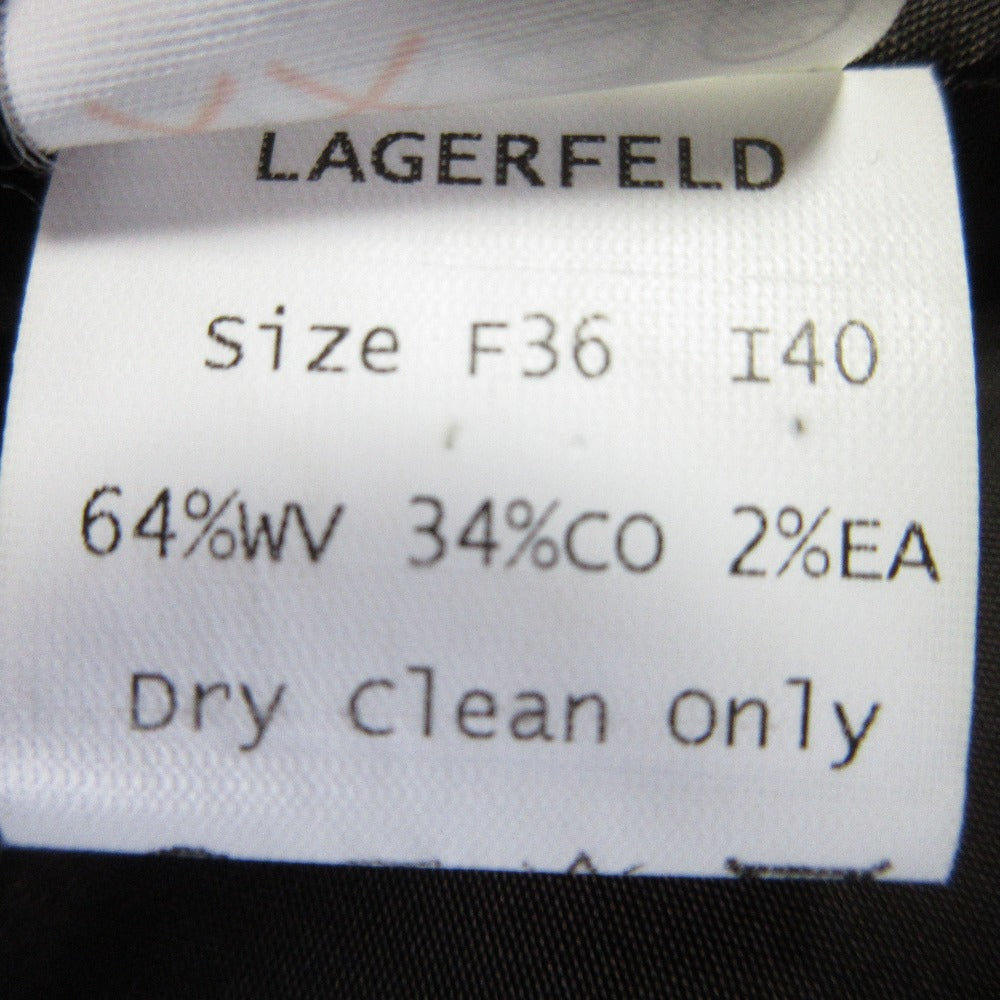 LAGERFELD
Size F36 I40
64%WV 34%CO 2%EA
Dry Clean Only